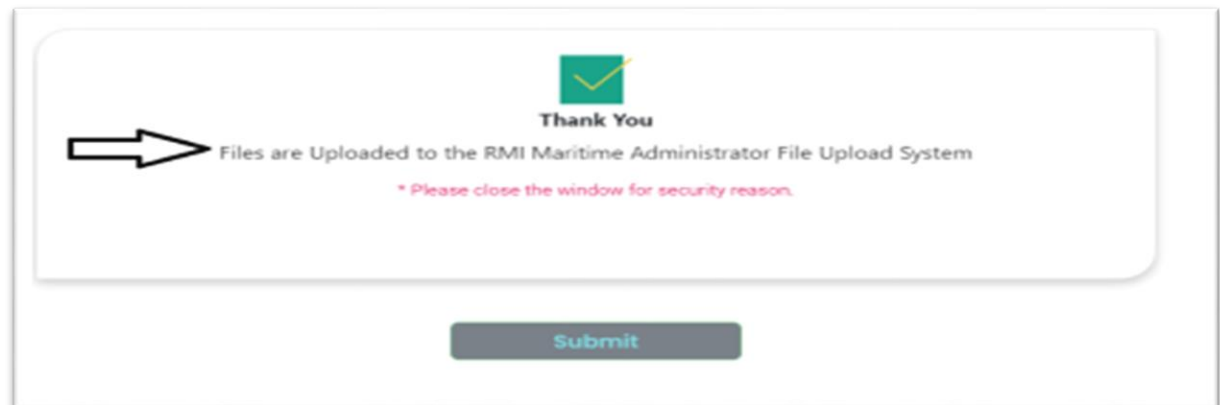 Thank You
Files are Uploaded to the RMI Maritime Administrator File Upload System
* Please close the window for security reason.
Submit